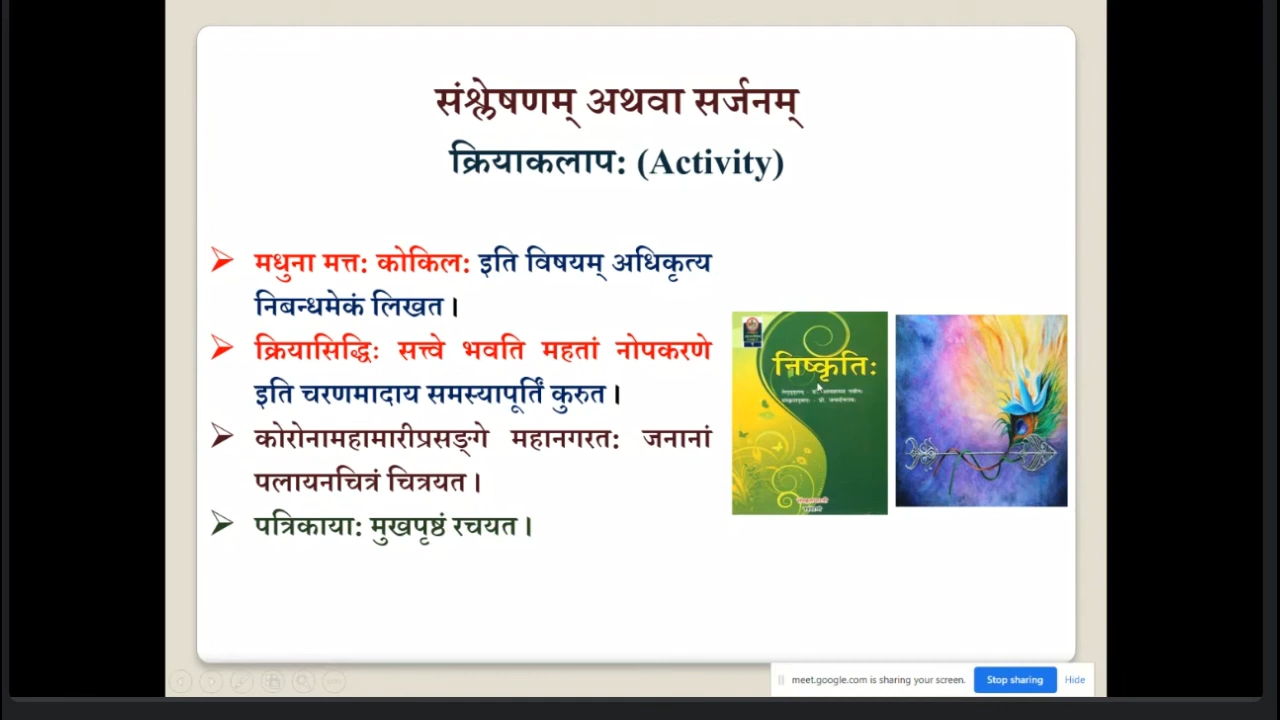 संश्लेषणम् अथवा सर्जनम्
क्रियाकलाप: (Activity)
मधुना मत्त: कोकिल: इति विषयम् अधिकृत्य
निबन्धमेकं लिखत।
क्रियासिद्धि: सत्त्वे भवति महतां नोपकरणे
इति चरणमादाय समस्यापूर्तिं कुरुत।
कोरोनामहामारीप्रसङ्गे महानगरत: जनानां
पलायनचित्रं चित्रयत।
पत्रिकाया: मुखपृष्ठं रचयत।
निष्कृति:
meet.google.com is sharing your screen. Stop sharing Hide